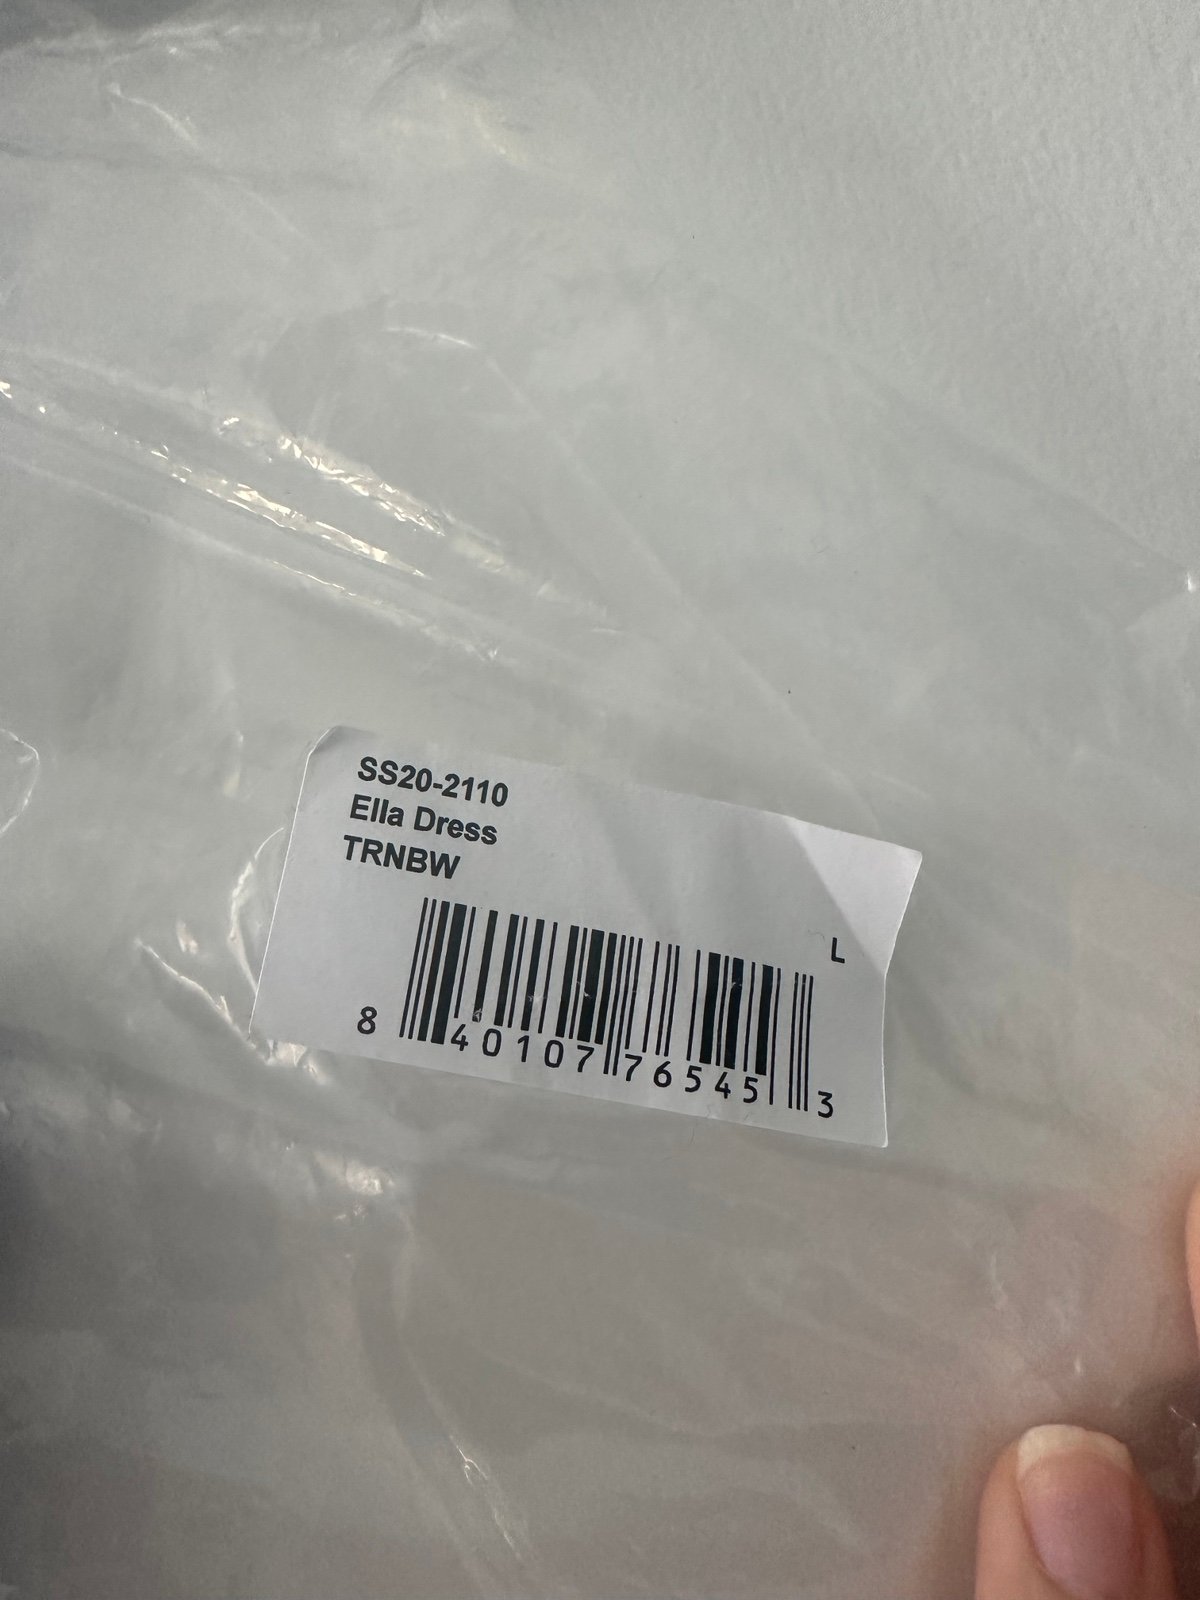 SS20-2110
Ella Dress
TRNBW
L
8 40107 76545 3